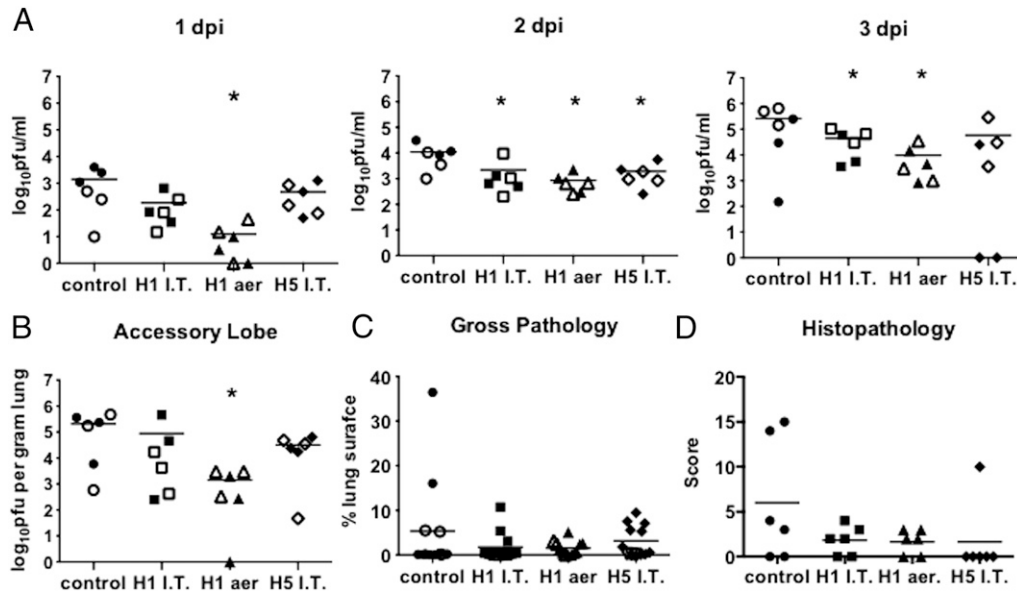 A
1 dpi
2 dpi
3 dpi
* * * * * *
log10pfu/ml
7
6
5
4
3
2
1
0
control H1 I.T. H1 aer H5 I.T.
log10pfu/ml
7
6
5
4
3
2
1
0
control H1 I.T. H1 aer H5 I.T.
log10pfu/ml
7
6
5
4
3
2
1
0
control H1 I.T. H1 aer H5 I.T.
B
Accessory Lobe
*
log10pfu per gram lung
7
6
5
4
3
2
1
0
control H1 I.T. H1 aer H5 I.T.
C
Gross Pathology
% lung surafce
40
30
20
10
0
control H1 I.T. H1 aer H5 I.T.
D
Histopathology
Score
20
15
10
5
0
control H1 I.T. H1 aer. H5 I.T.